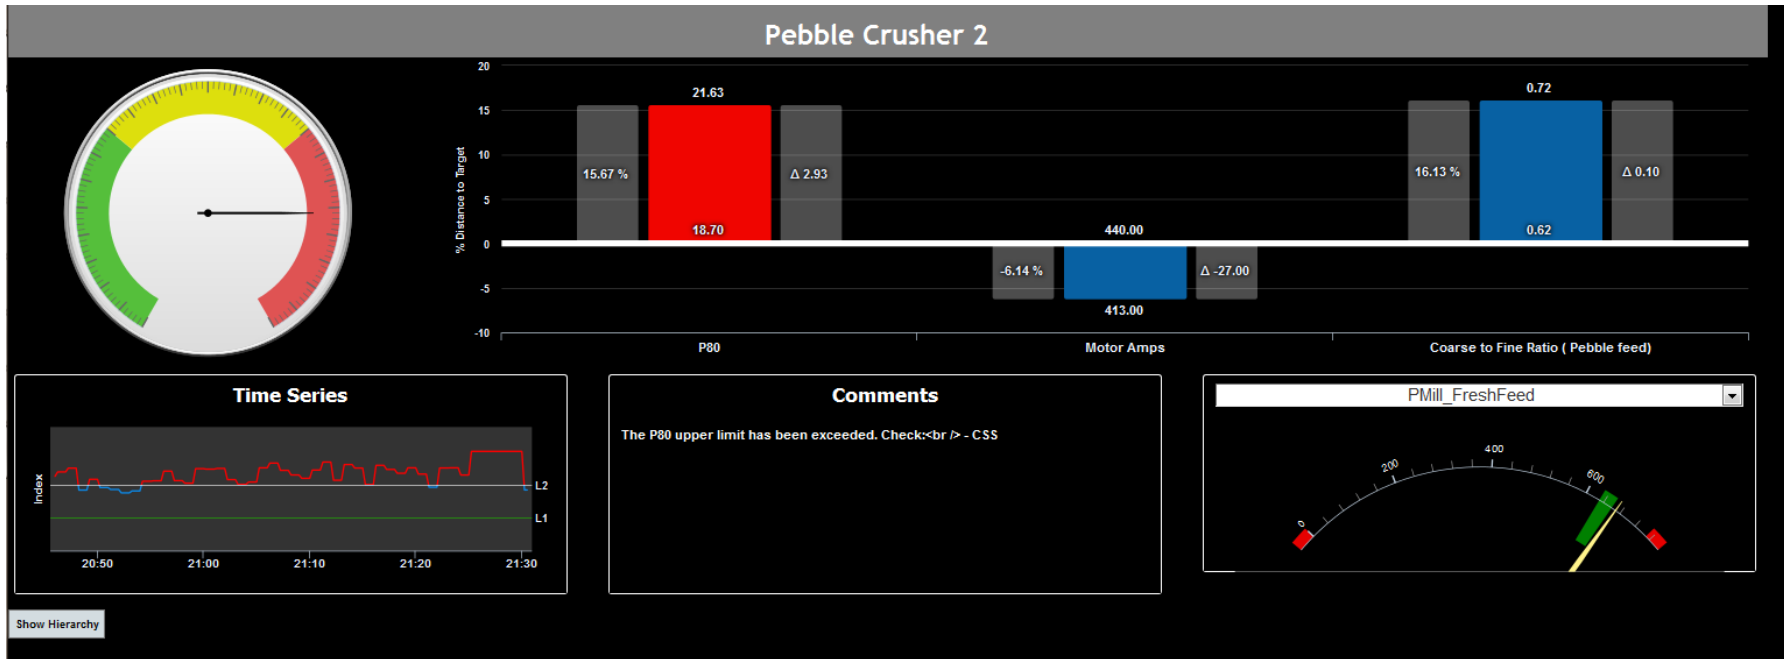 Pebble Crusher 2
% Distance to Target
20
15
10
5
0
-5
-10
21.63
15.67 %
Δ 2.93
18.70
440.00
-6.14 %
Δ -27.00
413.00
0.72
16.13 %
Δ 0.10
0.62
P80
Motor Amps
Coarse to Fine Ratio ( Pebble feed)
Time Series
Index
L2
L1
20:50 21:00 21:10 21:20 21:30
Comments
The P80 upper limit has been exceeded. Check:<br /> - CSS
PMill_FreshFeed
0
200
400
600
Show Hierarchy